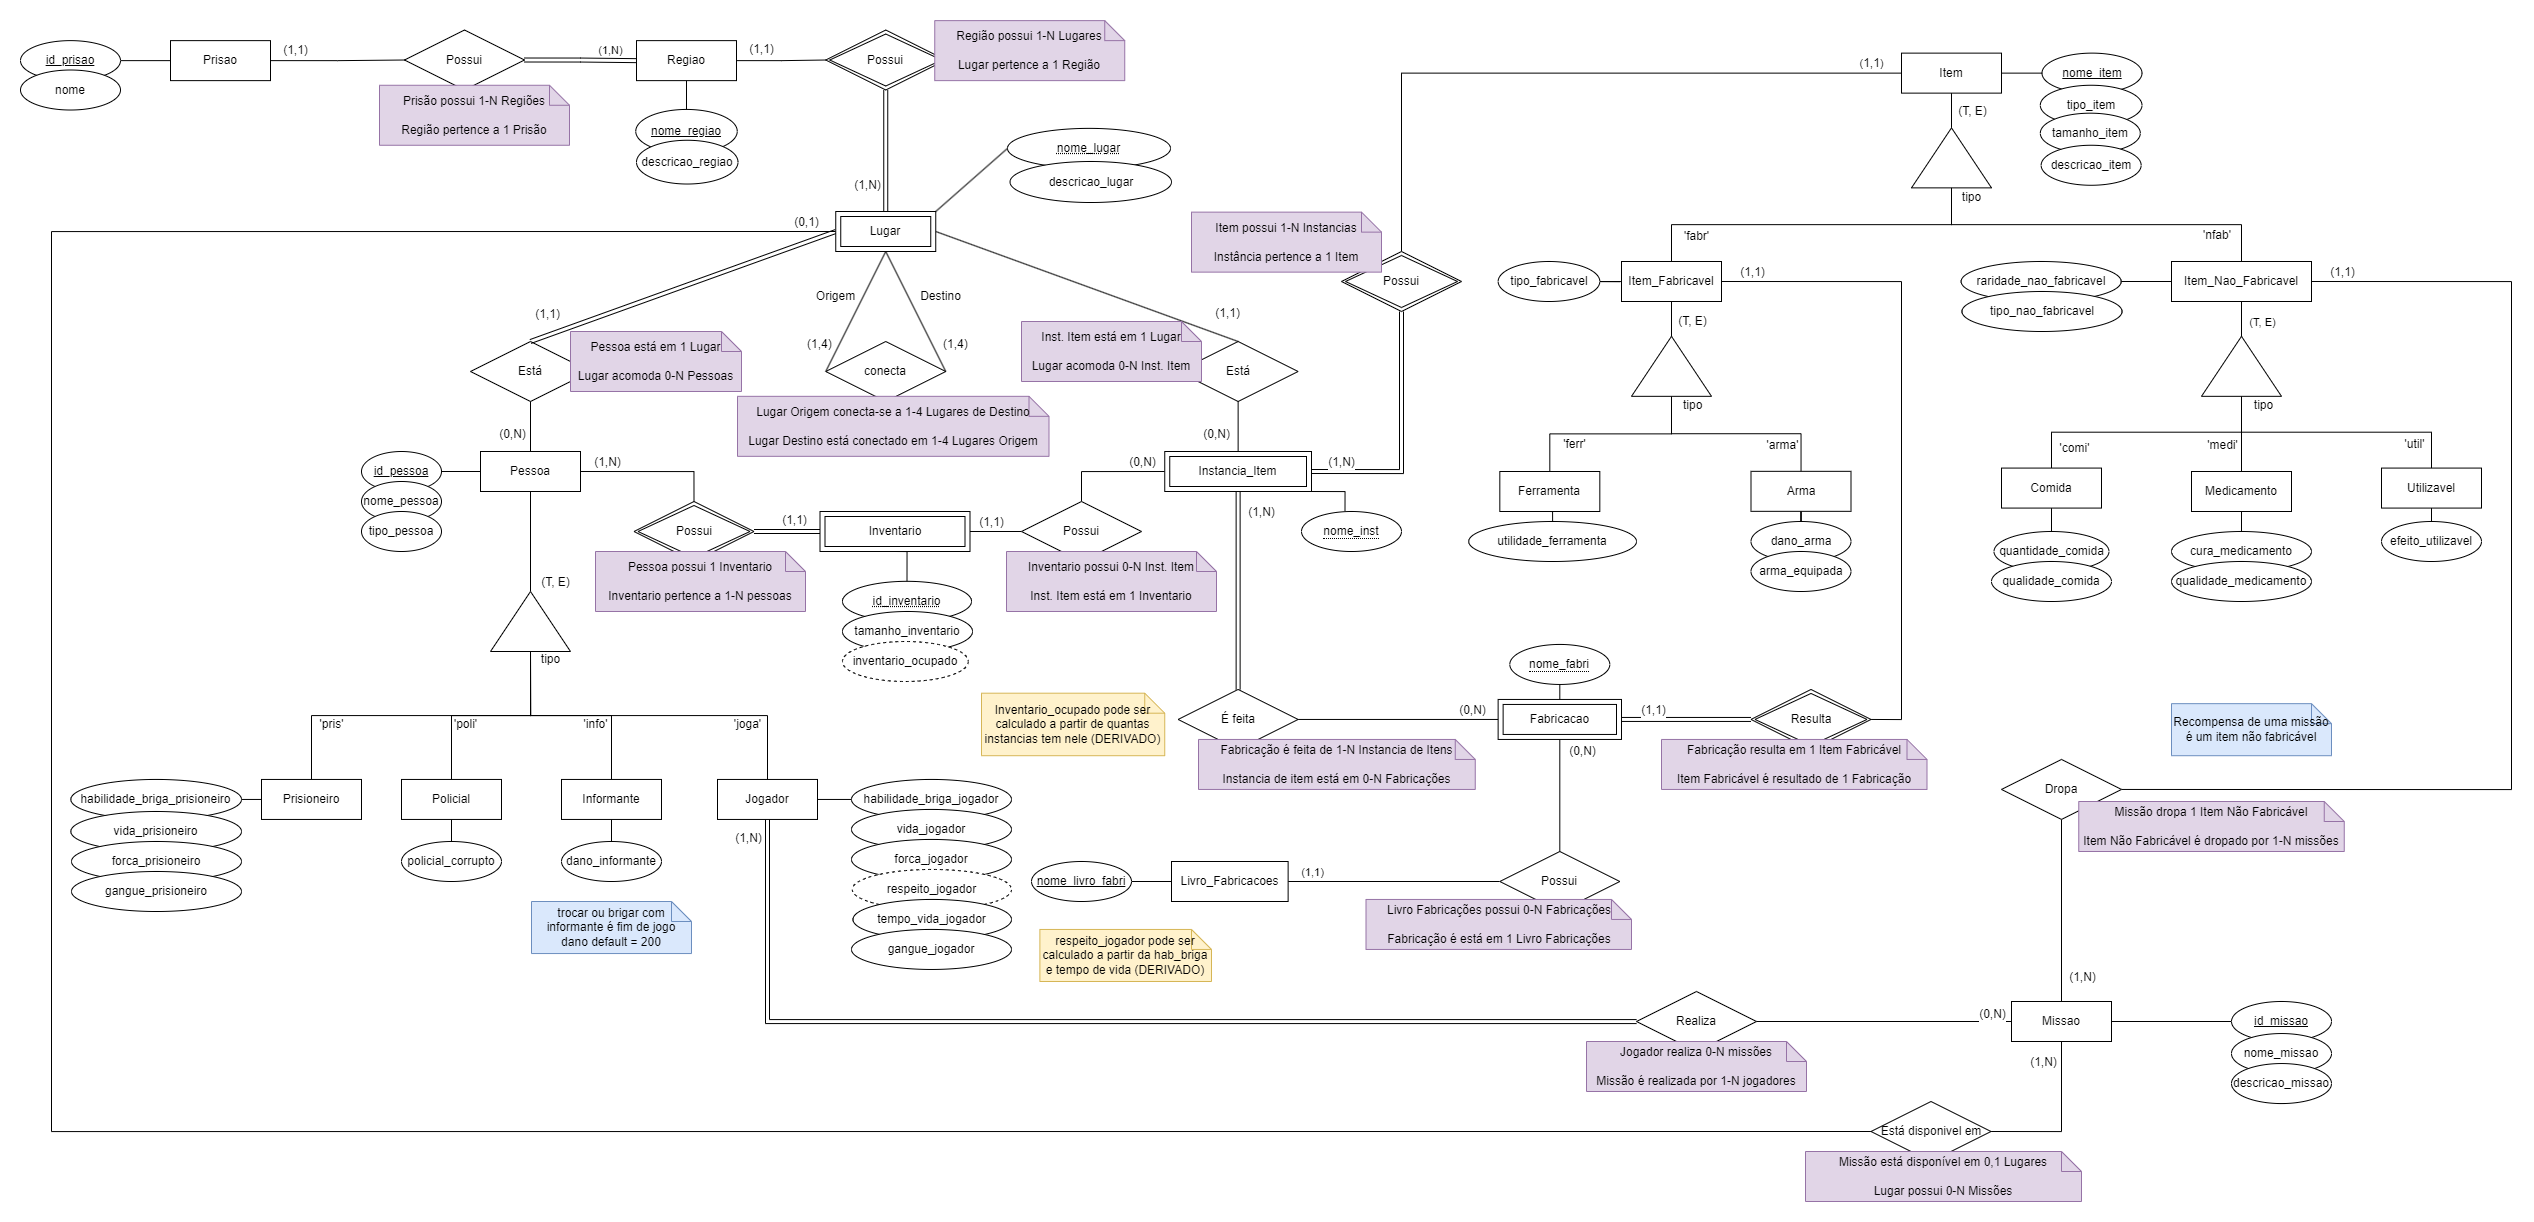 id_prisao
nome
Prisao
(1,1)
Possui
(1,N)
Regiao
(1,1)
Possui
Região possui 1-N Lugares
Lugar pertence a 1 Região
Prisão possui 1-N Regiões
Região pertence a 1 Prisão
nome_regiao
descricao_regiao
(1,N)
nome_lugar
descricao_lugar
(1,1)
Item
nome_item
tipo_item
tamanho_item
descricao_item
(T, E)
tipo
(0,1)
Lugar
Item possui 1-N Instancias
Instância pertence a 1 Item
Possui
'fabr'
'nfab'
tipo_fabricavel
Item_Fabricavel
(1,1)
raridade_nao_fabricavel
tipo_nao_fabricavel
Item_Nao_Fabricavel
(1,1)
Origem
Destino
(1,1)
(1,4)
(1,4)
(1,1)
Está
Pessoa está em 1 Lugar
Lugar acomoda 0-N Pessoas
conecta
Lugar Origem conecta-se a 1-4 Lugares de Destino
Lugar Destino está conectado em 1-4 Lugares Origem
Inst. Item está em 1 Lugar
Lugar acomoda 0-N Inst. Item
Está
(T, E)
tipo
(T, E)
tipo
(0,N)
(0,N)
'ferr'
'arma'
'comi'
'medi'
'util'
id_pessoa
nome_pessoa
tipo_pessoa
Pessoa
(1,N)
(0,N)
Instancia_Item
(1,N)
nome_inst
(1,N)
Ferramenta
utilidade_ferramenta
Arma
dano_arma
arma_equipada
Comida
quantidade_comida
qualidade_comida
Medicamento
cura_medicamento
qualidade_medicamento
Utilizavel
efeito_utilizavel
Possui
(1,1)
Inventario
(1,1)
Possui
Pessoa possui 1 Inventario
Inventario pertence a 1-N pessoas
Inventario possui 0-N Inst. Item
Inst. Item está em 1 Inventario
id_inventario
tamanho_inventario
inventario_ocupado
(T, E)
tipo
Inventario_ocupado pode ser
calculado a partir de quantas
instancias tem nele (DERIVADO)
É feita
(0,N)
nome_fabri
Fabricacao
(1,1)
Resulta
(0,N)
Fabricação é feita de 1-N Instancia de Itens
Instancia de item está em 0-N Fabricações
Fabricação resulta em 1 Item Fabricável
Item Fabricável é resultado de 1 Fabricação
Recompensa de uma missão
é um item não fabricável
'pris'
'poli'
'info'
'joga'
habilidade_briga_prisioneiro
vida_prisioneiro
forca_prisioneiro
gangue_prisioneiro
Prisioneiro
Policial
policial_corrupto
Informante
dano_informante
Jogador
(1,N)
habilidade_briga_jogador
vida_jogador
forca_jogador
respeito_jogador
tempo_vida_jogador
gangue_jogador
Dropa
Missão dropa 1 Item Não Fabricável
Item Não Fabricável é dropado por 1-N missões
nome_livro_fabri
Livro_Fabricacoes
(1,1)
Possui
Livro Fabricações possui 0-N Fabricações
Fabricação é está em 1 Livro Fabricações
trocar ou brigar com
informante é fim de jogo
dano default = 200
respeito_jogador pode ser
calculado a partir da hab_briga
e tempo de vida (DERIVADO)
(1,N)
Realiza
(0,N)
Missao
id_missao
nome_missao
descricao_missao
Jogador realiza 0-N missões
Missão é realizada por 1-N jogadores
(1,N)
Está disponivel em
Missão está disponível em 0,1 Lugares
Lugar possui 0-N Missões